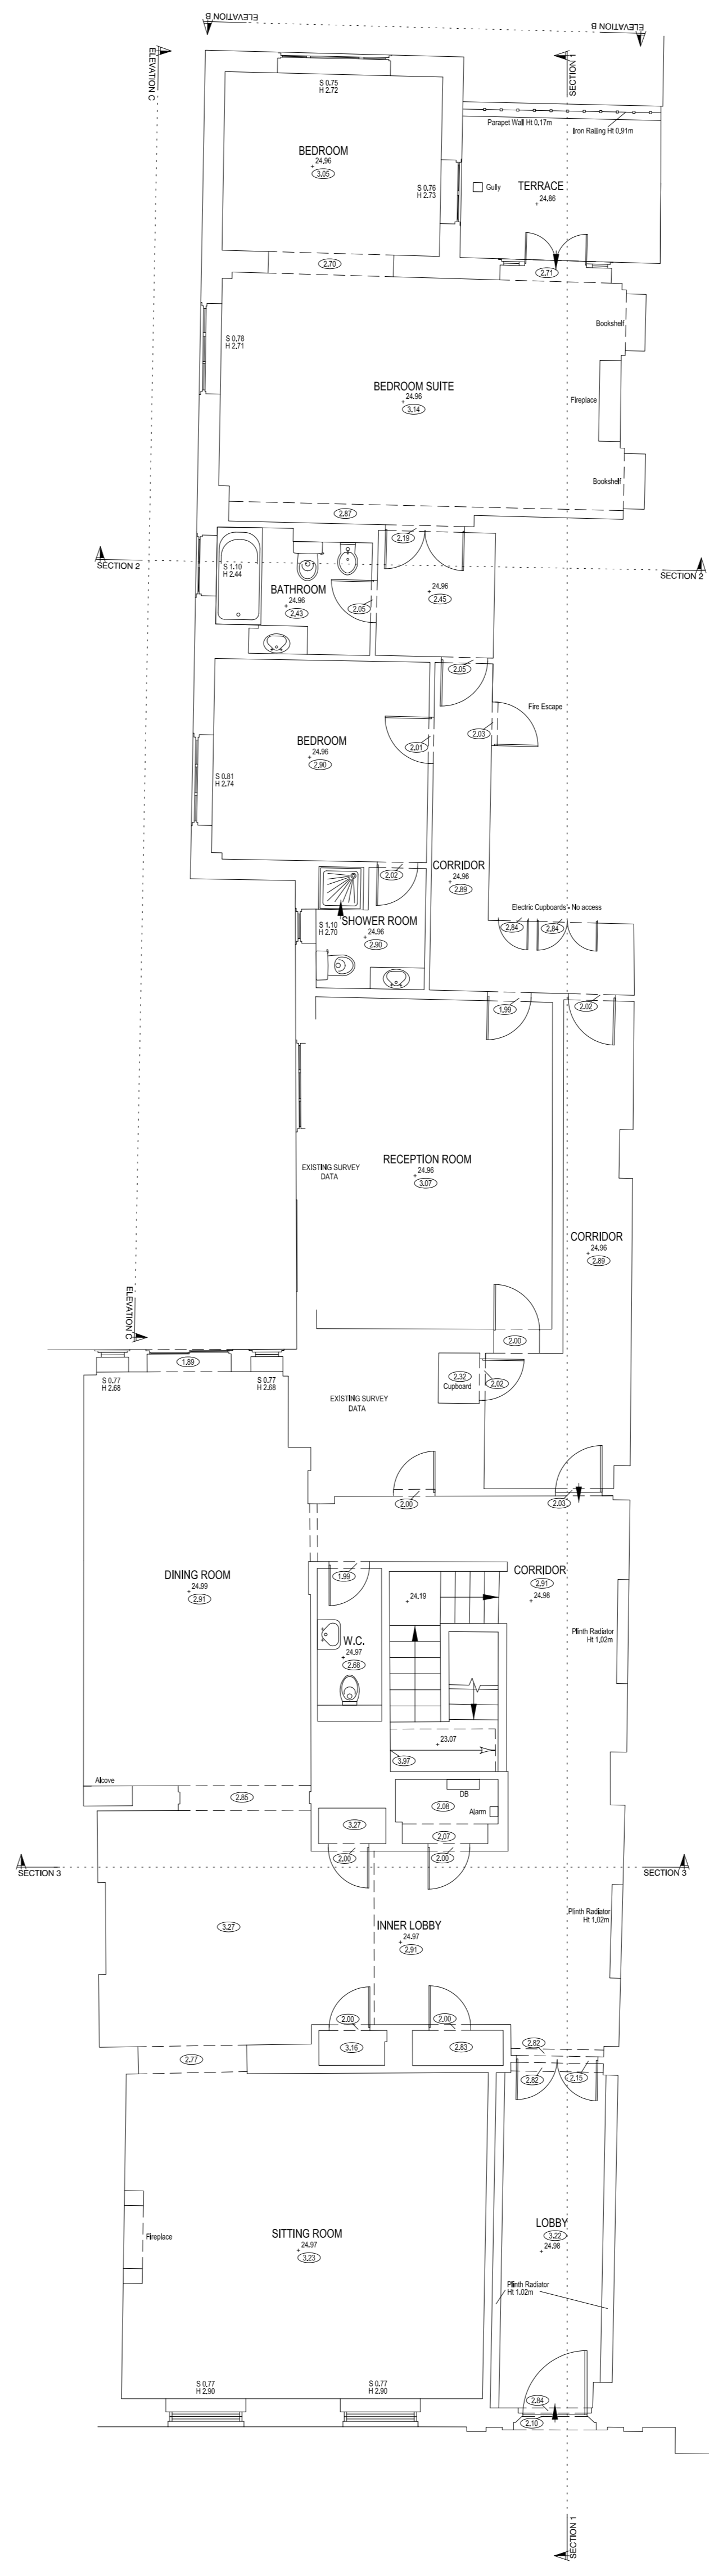 ELEVATION B
ELEVATION B
ELEVATION C
SECTION 1
S 0.75
H 2.72
Parapet Wall Ht 0.17m
Iron Railing Ht 0.91m
BEDROOM
24.96
3.05
S 0.76
H 2.73
Gully
TERRACE
24.86
2.70
2.71
Bookshelf
S 0.78
H 2.71
BEDROOM SUITE
24.96
3.14
Fireplace
Bookshelf
2.87
2.19
SECTION 2
SECTION 2
S 1.10
H 2.44
BATHROOM
24.96
2.43
2.05
24.96
2.45
2.05
Fire Escape
BEDROOM
24.96
2.90
2.01
2.03
S 0.81
H 2.74
CORRIDOR
24.96
2.89
2.02
Electric Cupboards - No access
2.84
2.84
S 1.10
H 2.70
SHOWER ROOM
24.96
2.90
1.99
2.02
EXISTING SURVEY
DATA
RECEPTION ROOM
24.96
3.07
CORRIDOR
24.96
2.89
ELEVATION C
2.00
1.89
2.32
Cupboard
2.02
S 0.77
H 2.68
S 0.77
H 2.68
EXISTING SURVEY
DATA
2.00
2.03
DINING ROOM
24.99
2.91
1.99
CORRIDOR
2.91
24.98
24.19
Plinth Radiator
Ht 1.02m
W.C.
24.97
2.68
23.07
3.97
Alcove
2.85
DB
2.08
Alarm
3.27
2.07
2.00
2.00
SECTION 3
SECTION 3
3.27
INNER LOBBY
24.97
2.91
Plinth Radiator
Ht 1.02m
2.00
2.00
3.16
2.83
2.82
2.77
2.82
2.15
Fireplace
SITTING ROOM
24.97
3.23
LOBBY
3.22
24.98
Plinth Radiator
Ht 1.02m
S 0.77
H 2.90
S 0.77
H 2.90
2.84
2.10
SECTION 1